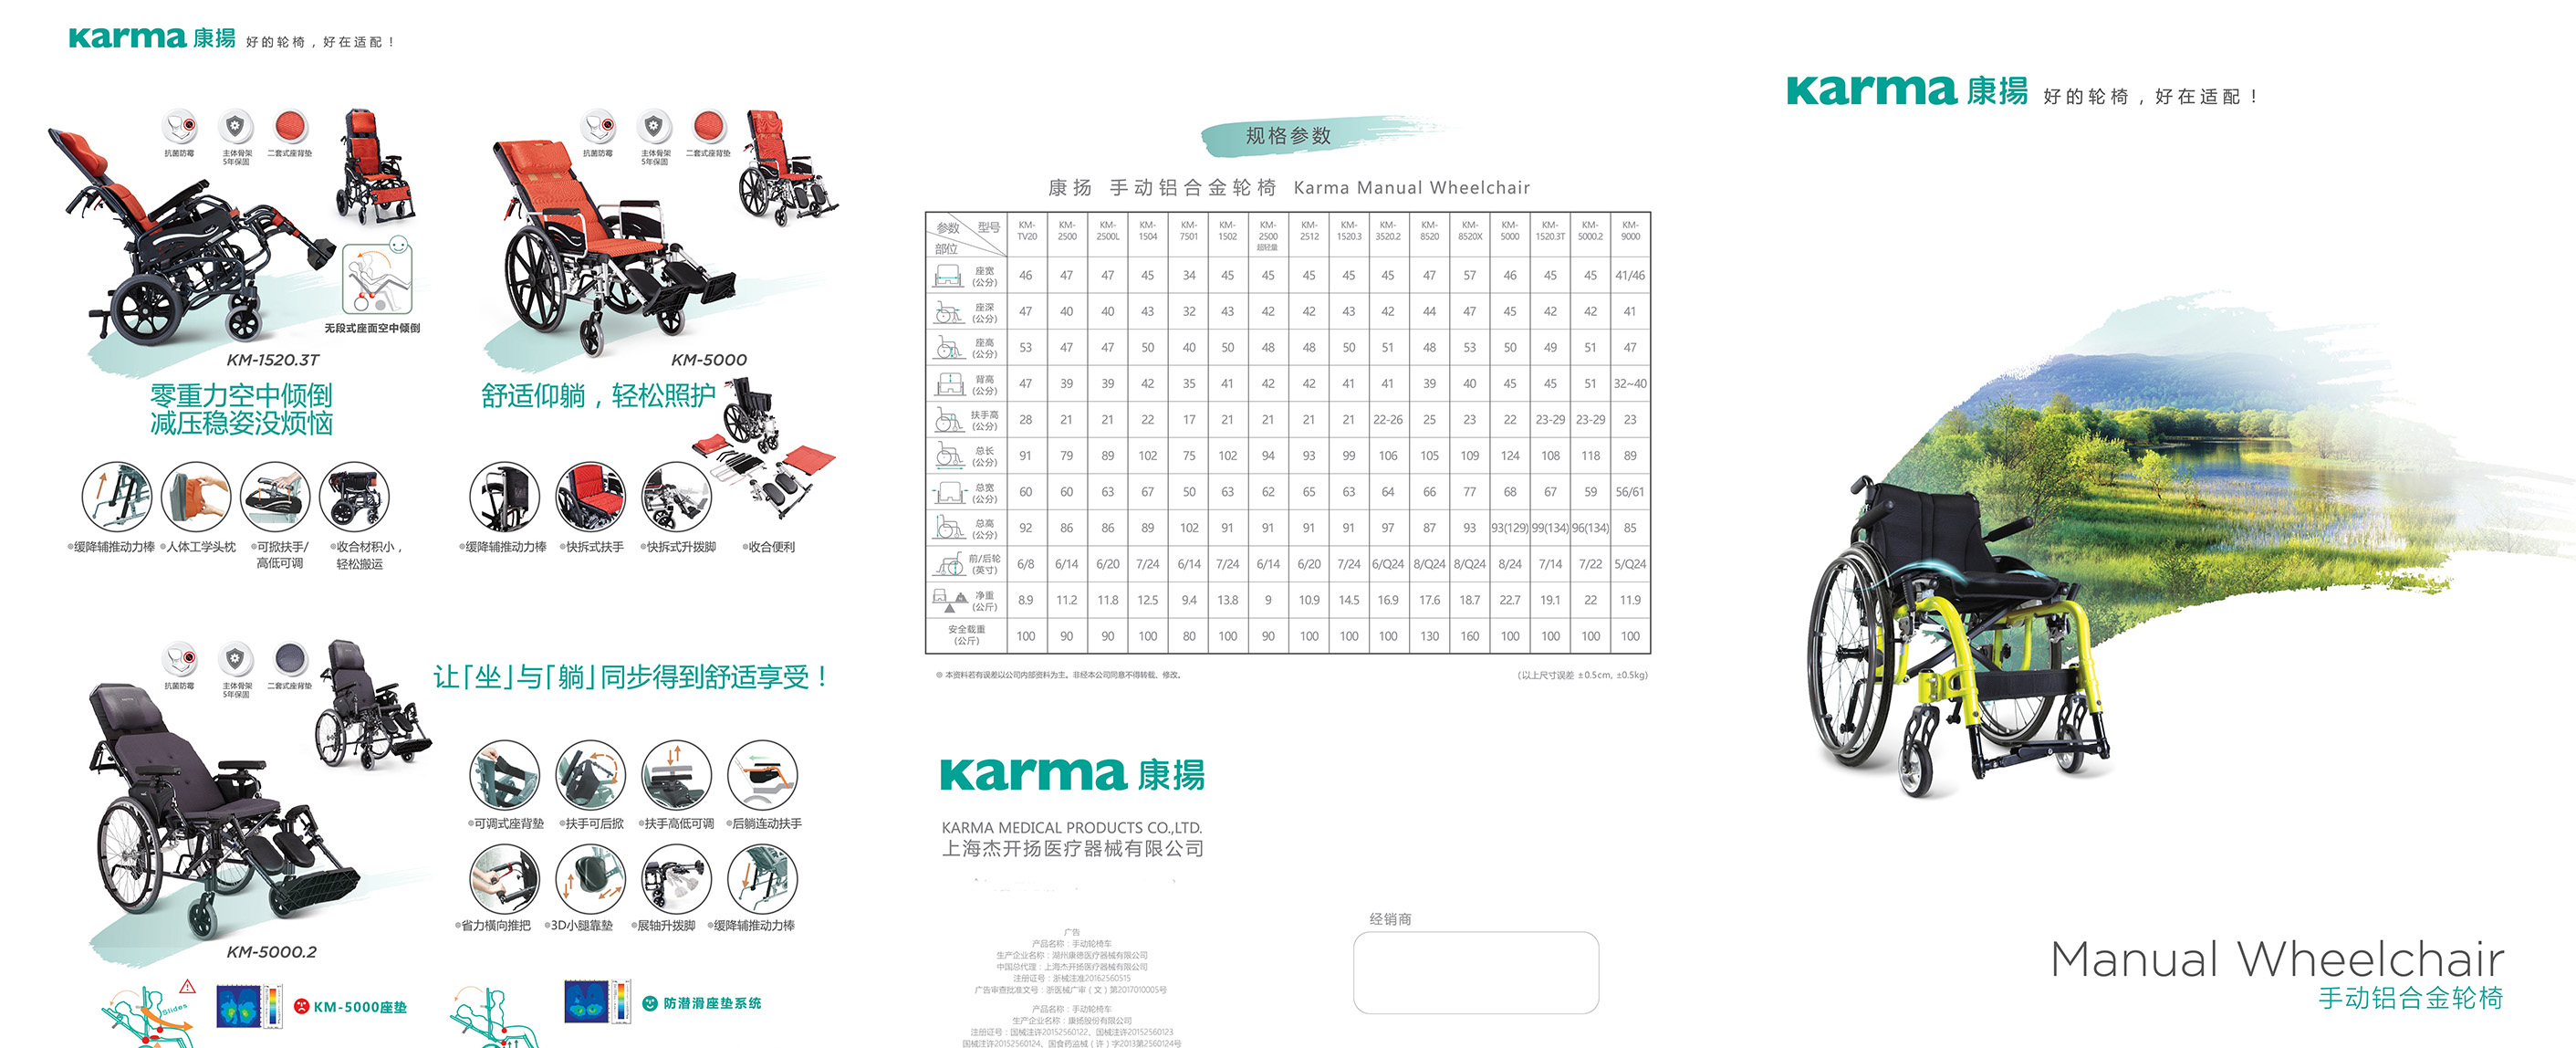 Karma 康揚 好的轮椅，好在适配！
抗菌防霉
主体骨架
5年保固
二套式座背垫
无段式座面空中倾倒
KM-1520.3T
零重力空中倾倒
减压稳姿没烦恼
缓降辅推动力棒
人体工学头枕
可掀扶手/
高低可调
收合材积小，
轻松搬运
抗菌防霉
主体骨架
5年保固
二套式座背垫
KM-5000
舒适仰躺，轻松照护
缓降辅推动力棒
快拆式扶手
快拆式升拨脚
收合便利
抗菌防霉
主体骨架
5年保固
二套式座背垫
KM-5000.2
让「坐」与「躺」同步得到舒适享受！
可调式座背垫
扶手可后掀
扶手高低可调
后躺连动扶手
省力横向推把
3D小腿靠垫
展轴升拨脚
缓降辅推动力棒
Slides
KM-5000座垫
防潜滑座垫系统
规格参数
康扬 手动铝合金轮椅 Karma Manual Wheelchair
参数 型号 部位 KM-TV20 KM-2500 KM-2500L KM-1504 KM-7501 KM-1502 KM-2500超轻量 KM-2512 KM-1520.3 KM-3520.2 KM-8520 KM-8520X KM-5000 KM-1520.3T KM-5000.2 KM-9000
座宽(公分) 46 47 47 45 34 45 45 45 45 45 47 57 46 45 45 41/46
座深(公分) 47 40 40 43 32 43 42 42 43 42 44 47 45 42 42 41
座高(公分) 53 47 47 50 40 50 48 48 50 51 48 53 50 49 51 47
背高(公分) 47 39 39 42 35 41 42 42 41 41 39 40 45 45 51 32~40
扶手高(公分) 28 21 21 22 17 21 21 21 21 22-26 25 23 22 23-29 23-29 23
总长(公分) 91 79 89 102 75 102 94 93 99 106 105 109 124 108 118 89
总宽(公分) 60 60 63 67 50 63 62 65 63 64 66 77 68 67 59 56/61
总高(公分) 92 86 86 89 102 91 91 91 91 97 87 93 93(129) 99(134) 96(134) 85
前/后轮(英寸) 6/8 6/14 6/20 7/24 6/14 7/24 6/14 6/20 7/24 6/Q24 8/Q24 8/Q24 8/24 7/14 7/22 5/Q24
净重(公斤) 8.9 11.2 11.8 12.5 9.4 13.8 9 10.9 14.5 16.9 17.6 18.7 22.7 19.1 22 11.9
安全载重(公斤) 100 90 90 100 80 100 90 100 100 100 130 160 100 100 100 100
※ 本资料若有误差以公司内部资料为主。非经本公司同意不得转载、修改。
(以上尺寸误差 ±0.5cm, ±0.5kg)
Karma 康揚
KARMA MEDICAL PRODUCTS CO.,LTD.
上海杰开扬医疗器械有限公司
广告
产品名称：手动轮椅车
生产企业名称：湖州康德医疗器械有限公司
中国总代理：上海杰开扬医疗器械有限公司
注册证号：浙械注准20162560515
广告审查批准文号：浙医械广审（文）第2017010005号
产品名称：手动轮椅车
生产企业名称：康扬股份有限公司
注册证号：国械注许20152560122、国械注许20152560123
国械注许20152560124、国食药监械（许）字2013第2560124号
经销商
Karma 康揚 好的轮椅，好在适配！
Manual Wheelchair
手动铝合金轮椅